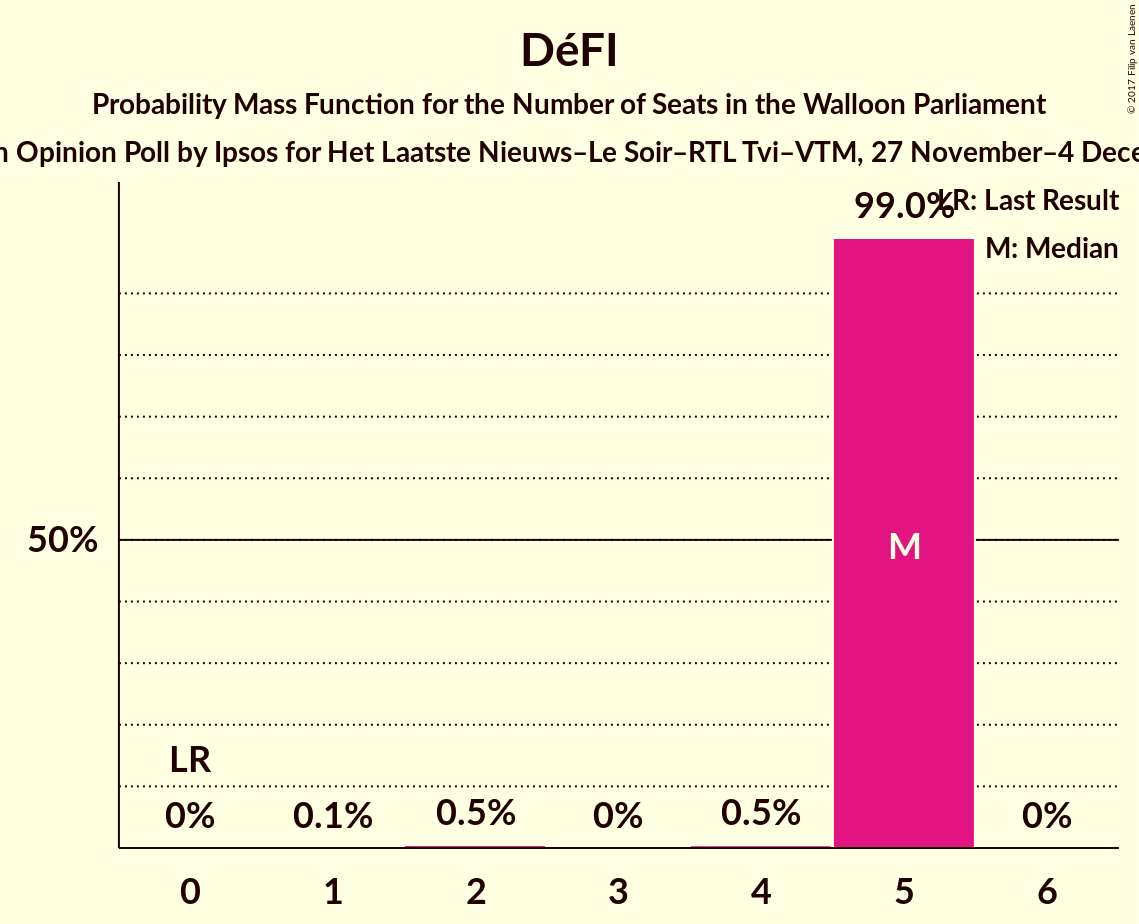 DéFI
Probability Mass Function for the Number of Seats in the Walloon Parliament
Opinion Poll by Ipsos for Het Laatste Nieuws–Le Soir–RTL Tvi–VTM, 27 November–4
© 2017 Filip van Laenen
LR: Last Result
M: Median
99.0%
50%
M
LR
0% 0.1% 0.5% 0% 0.5% 0%
0 1 2 3 4 5 6